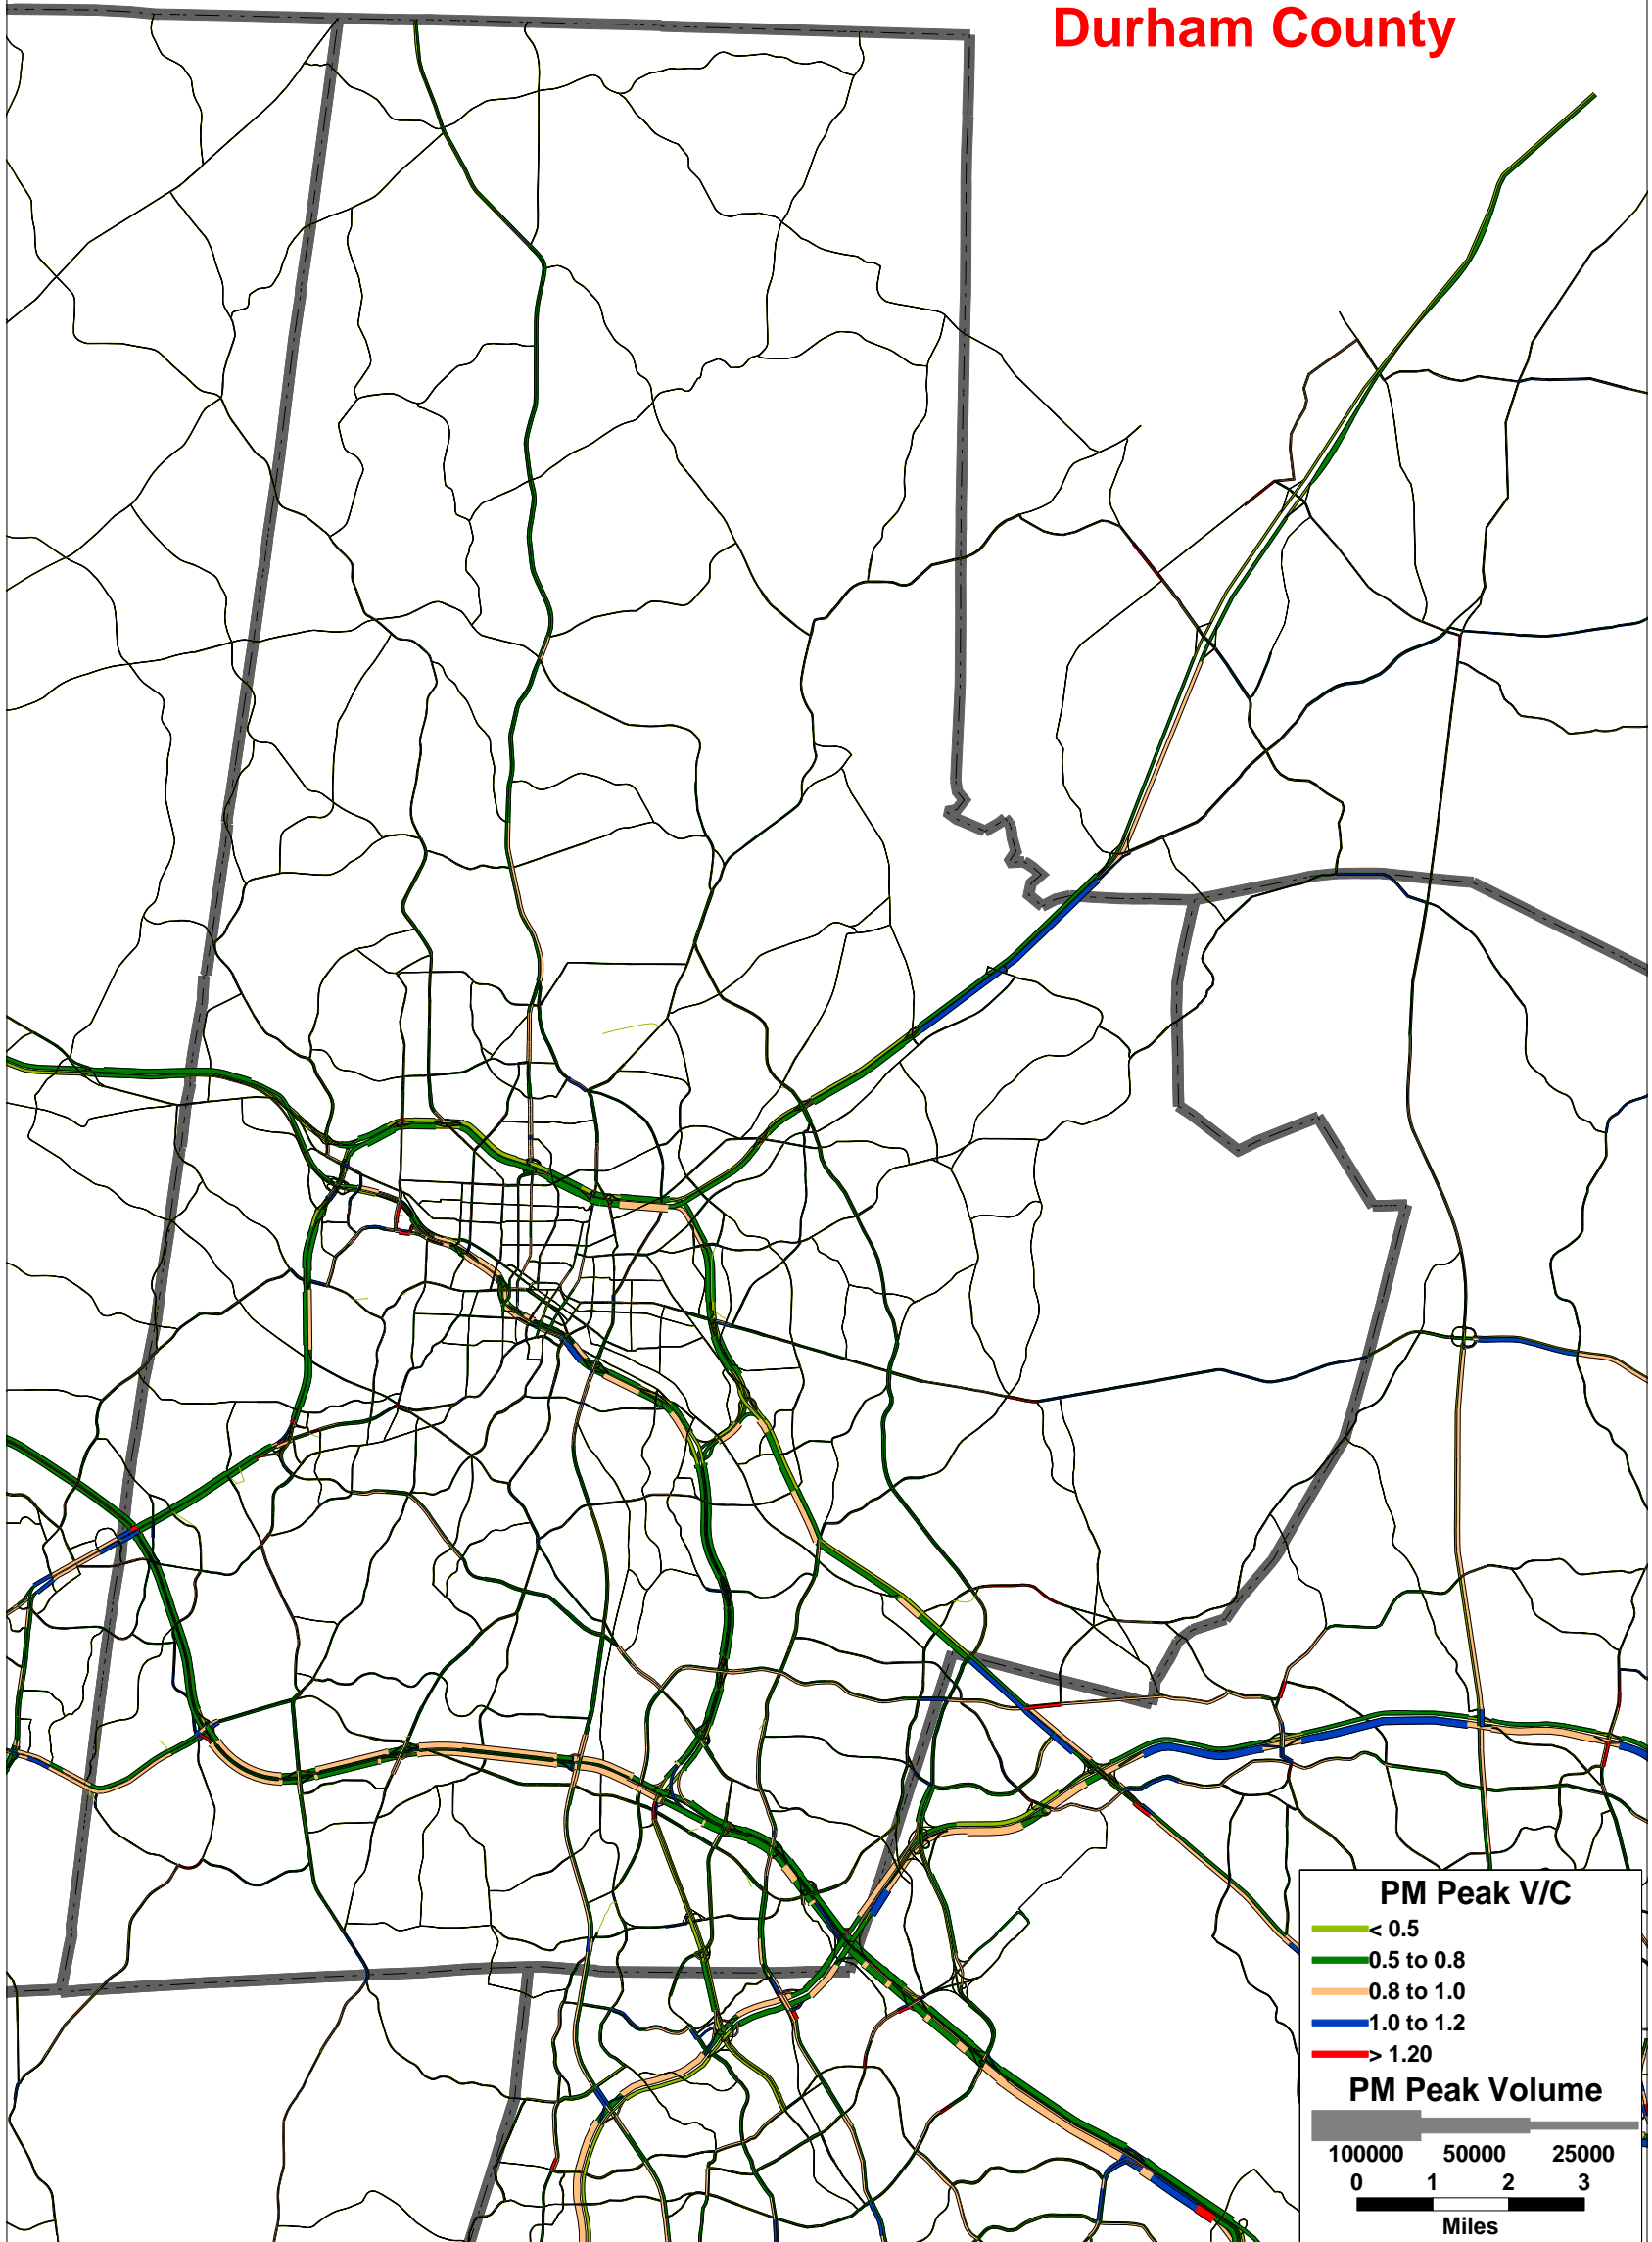 Durham County
PM Peak V/C
< 0.5
0.5 to 0.8
0.8 to 1.0
1.0 to 1.2
> 1.20
PM Peak Volume
100000 50000 25000
0 1 2 3
Miles